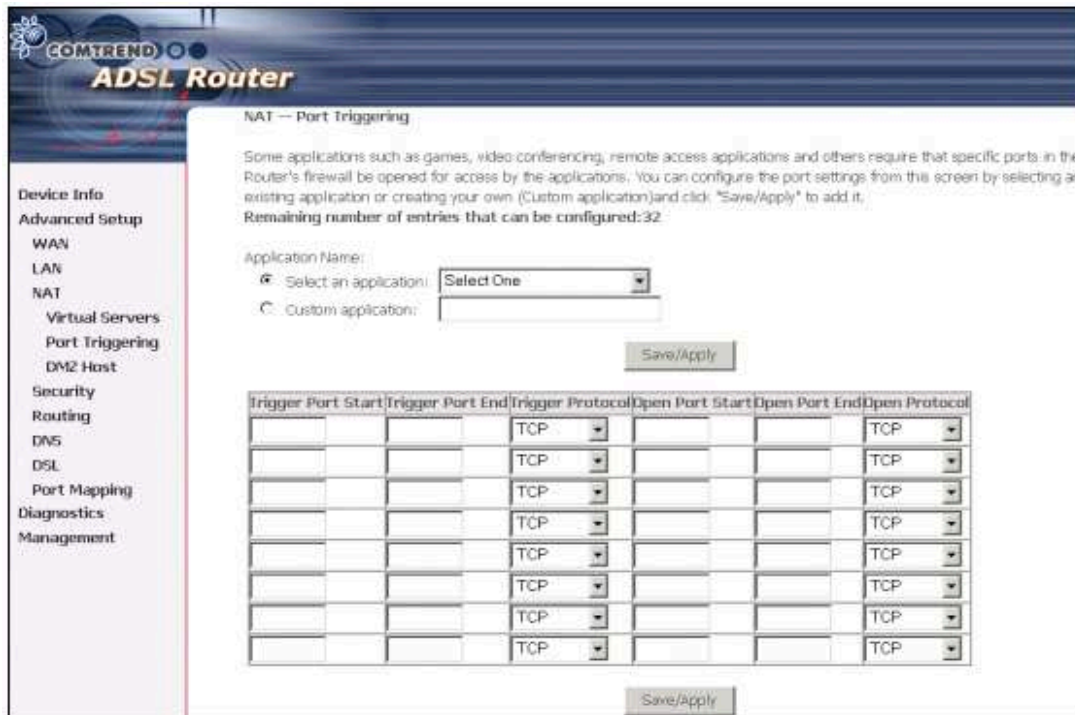 COMTREND
ADSL Router
Device Info
Advanced Setup
WAN
LAN
NAT
Virtual Servers
Port Triggering
DMZ Host
Security
Routing
DNS
DSL
Port Mapping
Diagnostics
Management
NAT -- Port Triggering
Some applications such as games, video conferencing, remote access applications and others require that specific ports in the
Router's firewall be opened for access by the applications. You can configure the port settings from this screen by selecting a
existing application or creating your own (Custom application)and click "Save/Apply" to add it.
Remaining number of entries that can be configured:32
Application Name:
Select an application: Select One
Custom application:
Save/Apply
Trigger Port Start Trigger Port End Trigger Protocol Open Port Start Open Port End Open Protocol
TCP TCP
TCP TCP
TCP TCP
TCP TCP
TCP TCP
TCP TCP
TCP TCP
TCP TCP
Save/Apply